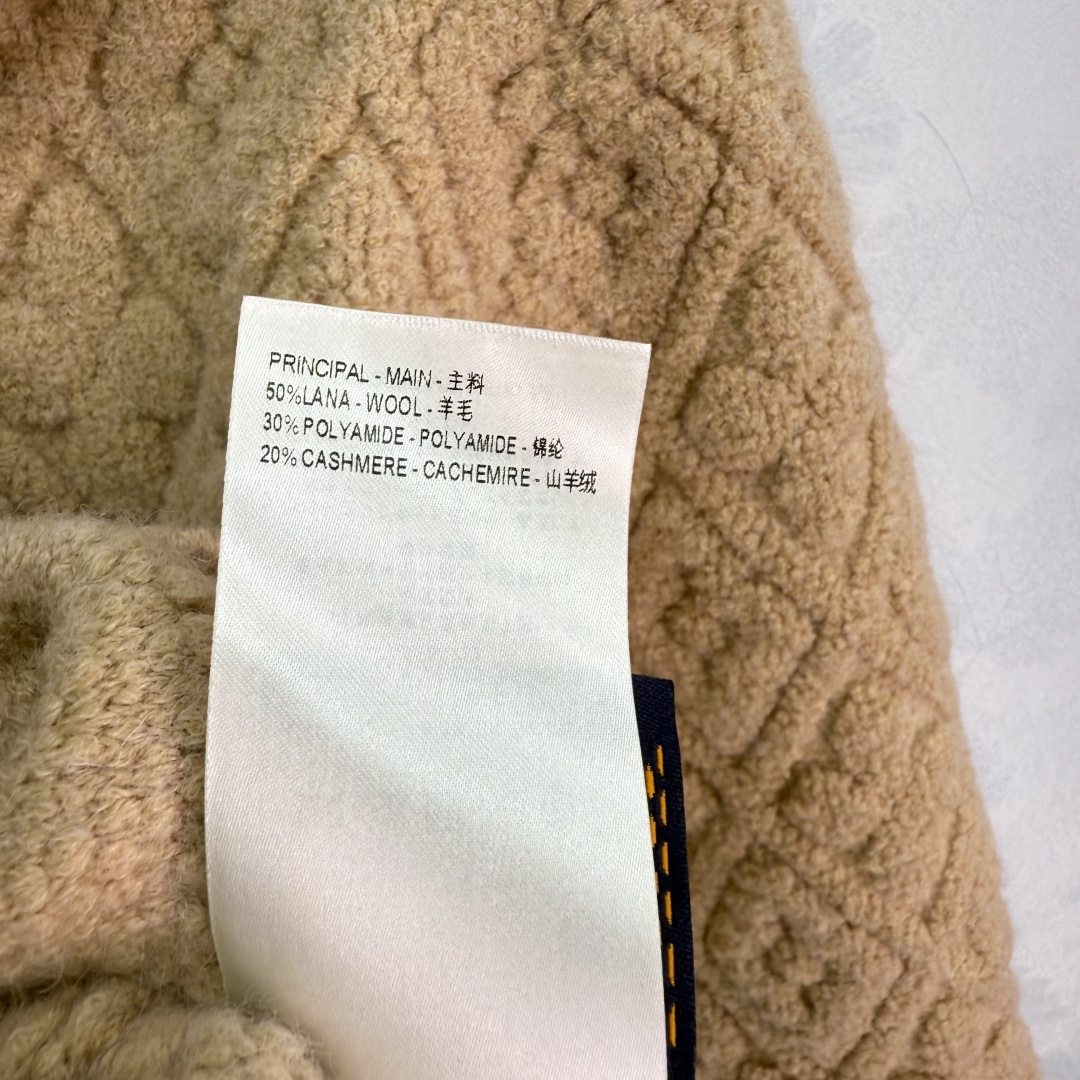 PRINCIPAL - MAIN - 主料
50%LANA - WOOL - 羊毛
30% POLYAMIDE - POLYAMIDE - 锦纶
20% CASHMERE - CACHEMIRE - 山羊绒